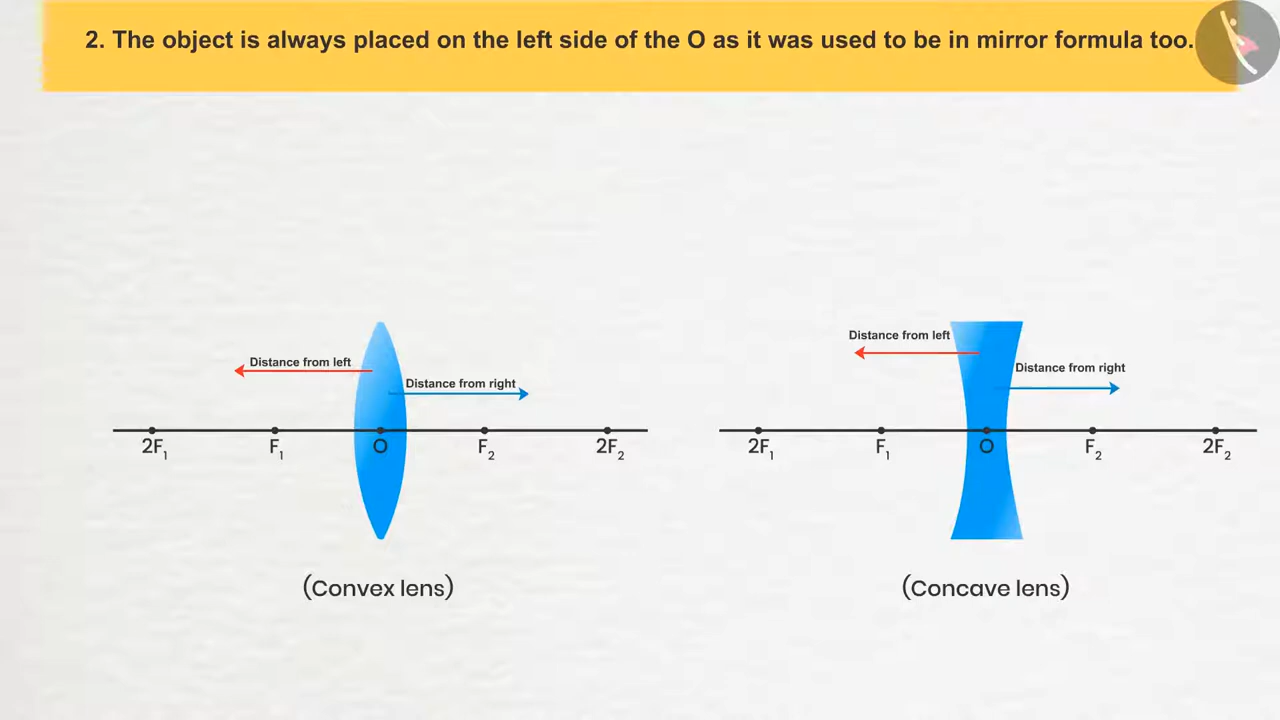 2. The object is always placed on the left side of the O as it was used to be in mirror formula too.
Distance from left
Distance from right
2F₁ F₁ O F₂ 2F₂
(Convex lens)
Distance from left
Distance from right
2F₁ F₁ O F₂ 2F₂
(Concave lens)